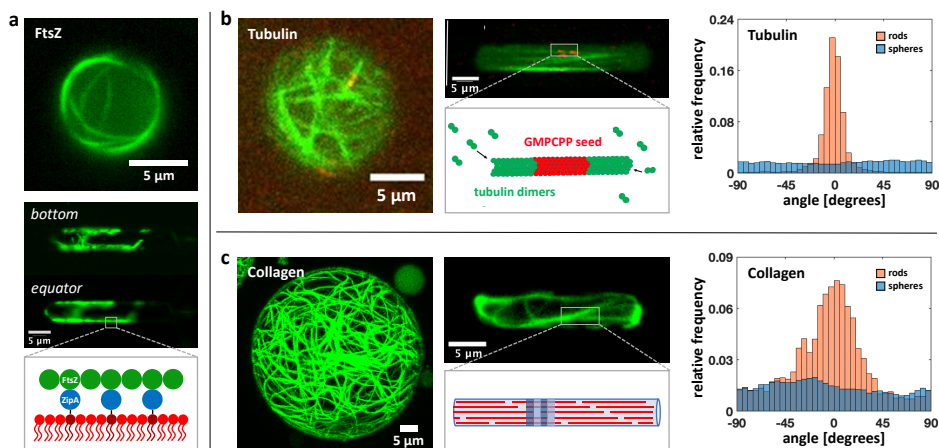 a
FtsZ
5 µm
bottom
equator
5 µm
FtsZ
ZipA
b
Tubulin
5 µm
5 µm
GMPCPP seed
tubulin dimers
Tubulin
rods
spheres
relative frequency
0.24
0.16
0.08
0
-90 -45 0 45 90
angle [degrees]
c
Collagen
5 µm
5 µm
Collagen
rods
spheres
relative frequency
0.09
0.06
0.03
0.00
-90 -45 0 45 90
angle [degrees]